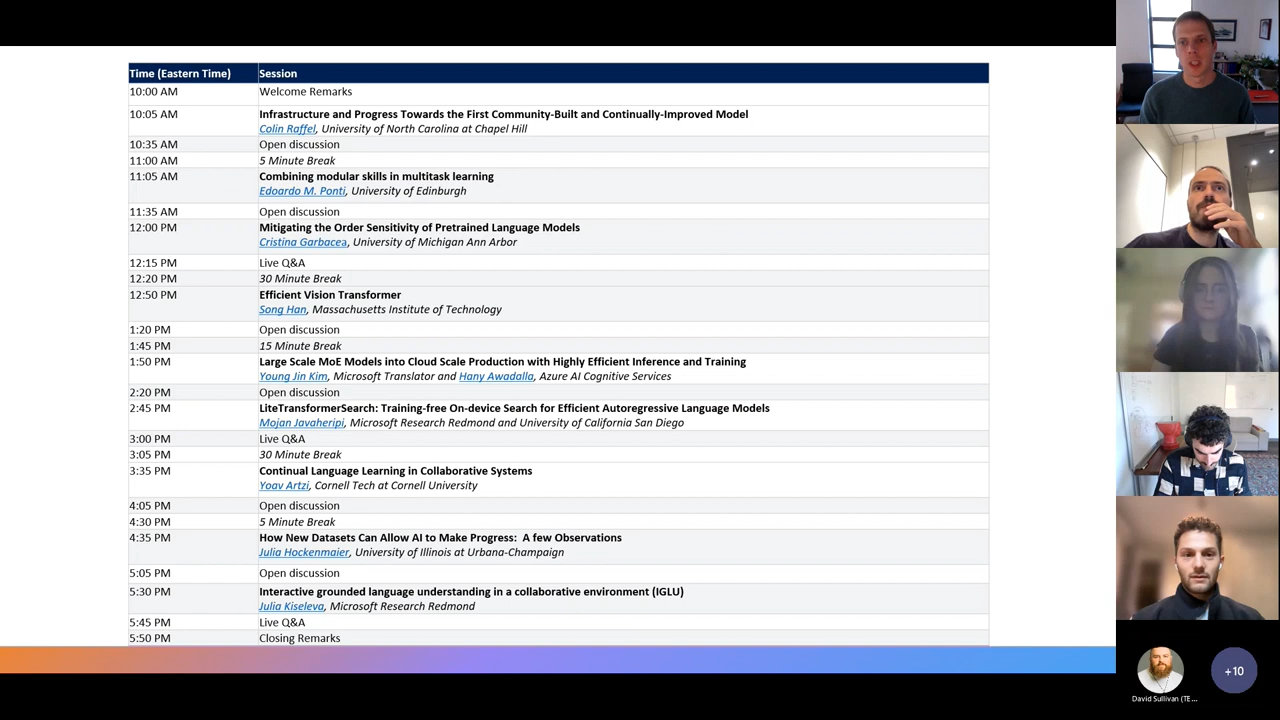 Time (Eastern Time) Session
10:00 AM Welcome Remarks
10:05 AM Infrastructure and Progress Towards the First Community-Built and Continually-Improved Model
Colin Raffel, University of North Carolina at Chapel Hill
10:35 AM Open discussion
11:00 AM 5 Minute Break
11:05 AM Combining modular skills in multitask learning
Edoardo M. Ponti, University of Edinburgh
11:35 AM Open discussion
12:00 PM Mitigating the Order Sensitivity of Pretrained Language Models
Cristina Garbacea, University of Michigan Ann Arbor
12:15 PM Live Q&A
12:20 PM 30 Minute Break
12:50 PM Efficient Vision Transformer
Song Han, Massachusetts Institute of Technology
1:20 PM Open discussion
1:45 PM 15 Minute Break
1:50 PM Large Scale MoE Models into Cloud Scale Production with Highly Efficient Inference and Training
Young Jin Kim, Microsoft Translator and Hany Awadalla, Azure AI Cognitive Services
2:20 PM Open discussion
2:45 PM LiteTransformerSearch: Training-free On-device Search for Efficient Autoregressive Language Models
Mojan Javaheripi, Microsoft Research Redmond and University of California San Diego
3:00 PM Live Q&A
3:05 PM 30 Minute Break
3:35 PM Continual Language Learning in Collaborative Systems
Yoav Artzi, Cornell Tech at Cornell University
4:05 PM Open discussion
4:30 PM 5 Minute Break
4:35 PM How New Datasets Can Allow AI to Make Progress: A few Observations
Julia Hockenmaier, University of Illinois at Urbana-Champaign
5:05 PM Open discussion
5:30 PM Interactive grounded language understanding in a collaborative environment (IGLU)
Julia Kiseleva, Microsoft Research Redmond
5:45 PM Live Q&A
5:50 PM Closing Remarks
+10
David Sullivan (TE...